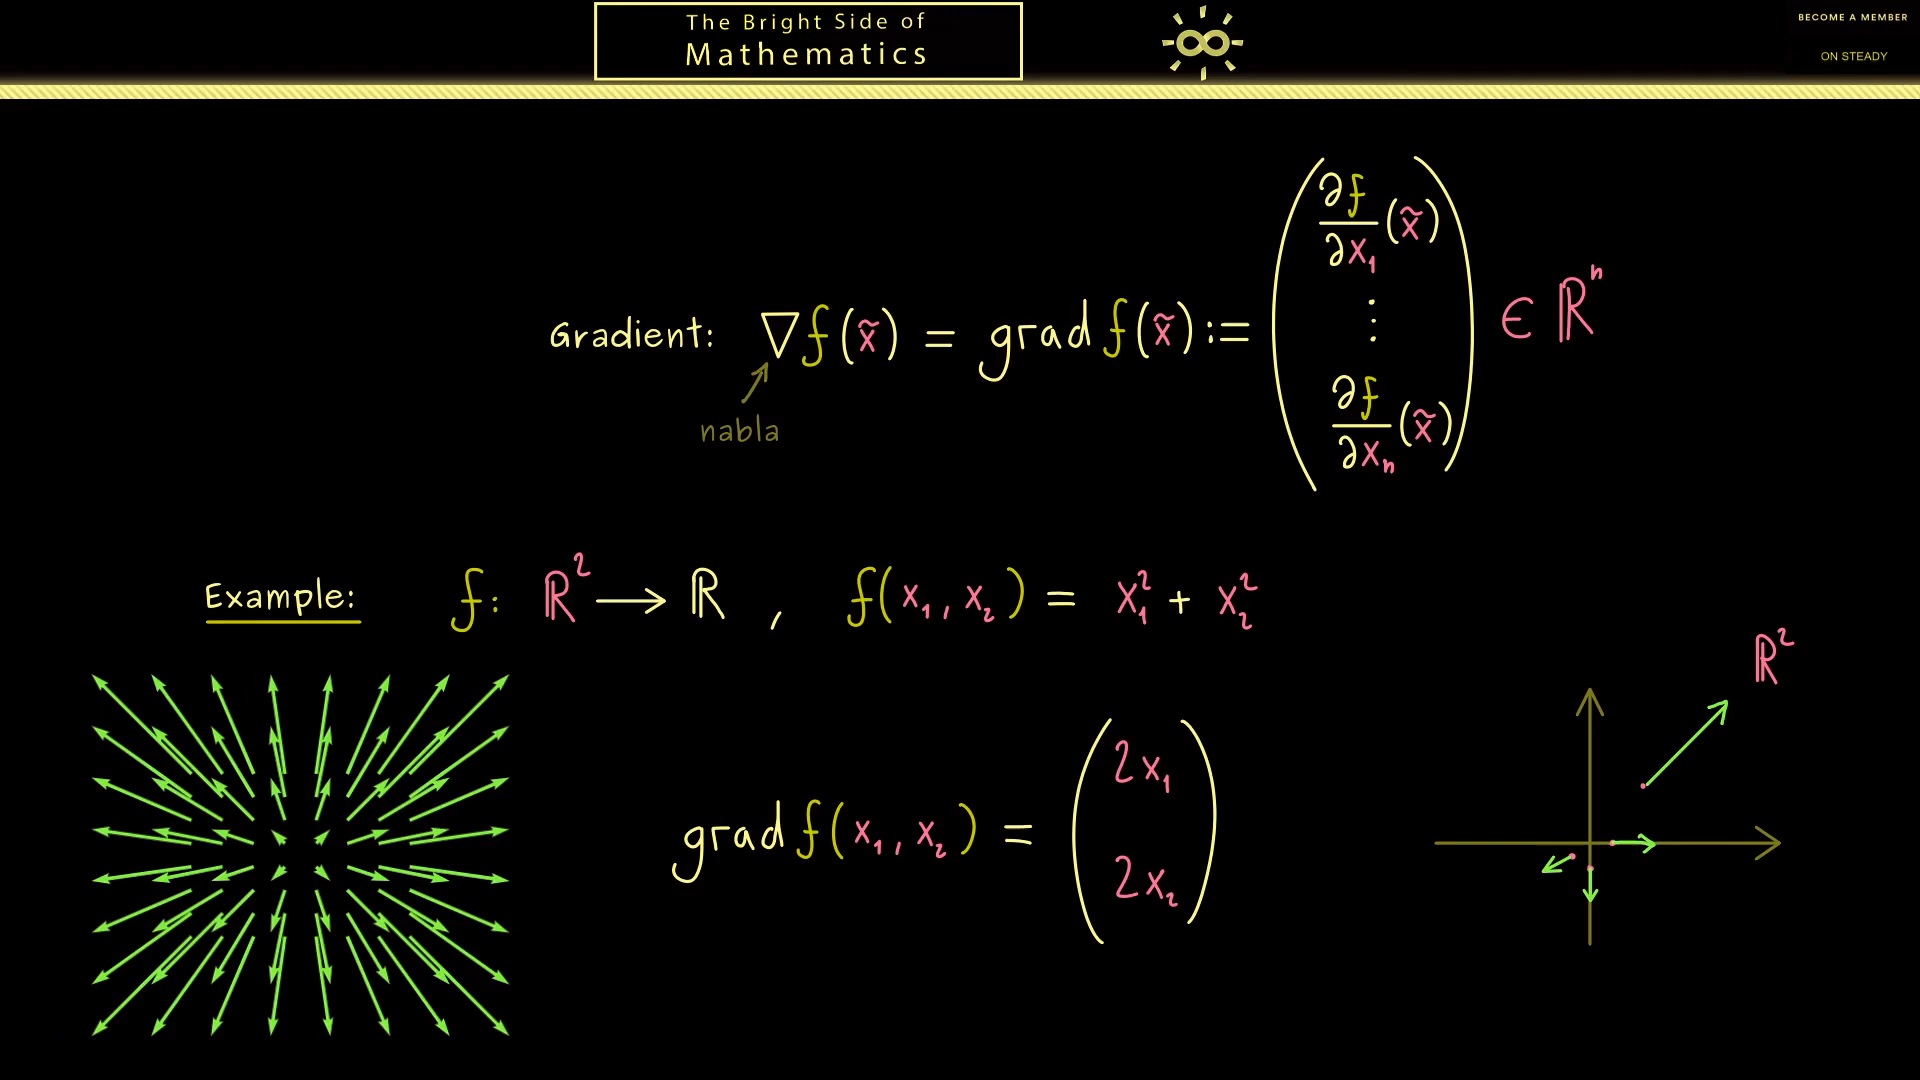 The Bright Side of
Mathematics
BECOME A MEMBER
ON STEADY
Gradient: ∇f(x̃) = grad f(x̃) := ( ∂f/∂x₁(x̃) ⋮ ∂f/∂xₙ(x̃) ) ∈ ℝⁿ
nabla
Example: f: ℝ² → ℝ , f(x₁, x₂) = x₁² + x₂²
ℝ²
grad f(x₁, x₂) = ( 2x₁ 2x₂ )